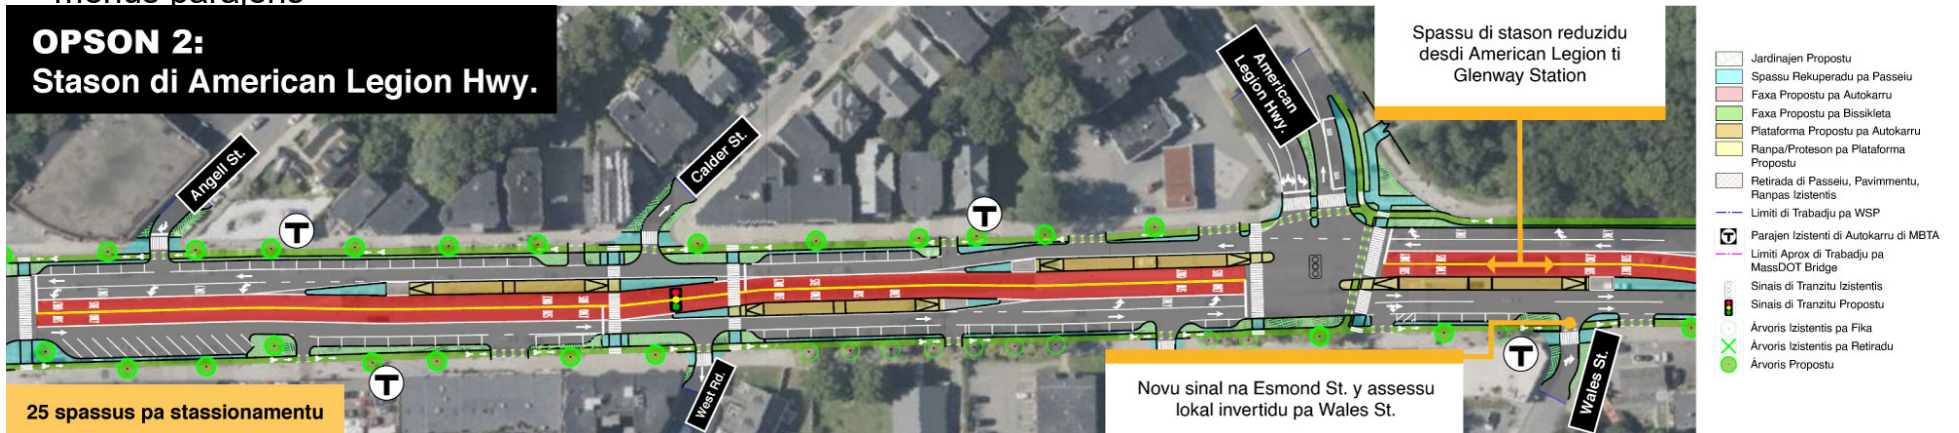 menus parajens
OPSON 2:
Stason di American Legion Hwy.
Spassu di stason reduzidu
desdi American Legion ti
Glenway Station
American
Legion Hwy.
Angell St.
Calder St.
T
T
T
T
West Rd.
Wales St.
25 spassus pa stassionamentu
Novu sinal na Esmond St. y assessu
lokal invertidu pa Wales St.
Jardinajen Propostu
Spassu Rekuperadu pa Passeiu
Faxa Propostu pa Autokarru
Faxa Propostu pa Bissikleta
Plataforma Propostu pa Autokarru
Ranpa/Proteson pa Plataforma
Propostu
Retirada di Passeiu, Pavimmentu,
Ranpas Izistentis
Limiti di Trabadju pa WSP
T Parajen Izistenti di Autokarru di MBTA
Limiti Aprox di Trabadju pa
MassDOT Bridge
Sinais di Tranzitu Izistentis
Sinais di Tranzitu Propostu
Árvoris Izistentis pa Fika
Árvoris Izistentis pa Retiradu
Árvoris Propostu